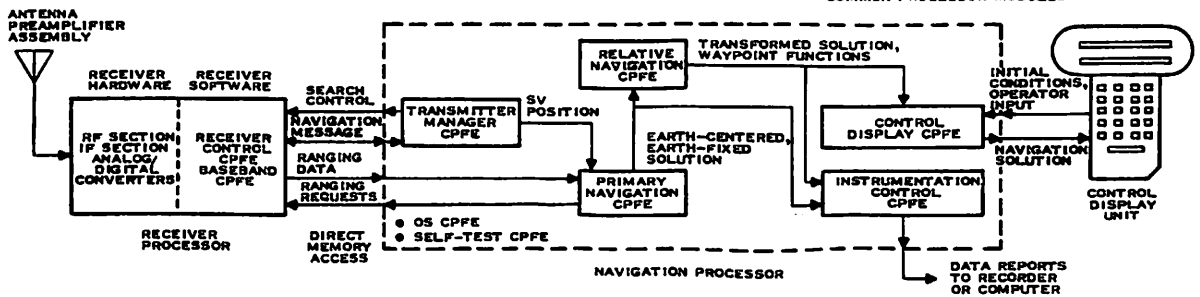 ANTENNA
PREAMPLIFIER
ASSEMBLY
RECEIVER
HARDWARE
RECEIVER
SOFTWARE
RF SECTION
IF SECTION
ANALOG/
DIGITAL
CONVERTERS
RECEIVER
CONTROL
CPFE
BASEBAND
CPFE
RECEIVER
PROCESSOR
SEARCH
CONTROL
NAVIGATION
MESSAGE
RANGING
DATA
RANGING
REQUESTS
DIRECT
MEMORY
ACCESS
TRANSMITTER
MANAGER
CPFE
SV
POSITION
● OS CPFE
● SELF-TEST CPFE
PRIMARY
NAVIGATION
CPFE
RELATIVE
NAVIGATION
CPFE
TRANSFORMED SOLUTION,
WAYPOINT FUNCTIONS
EARTH-CENTERED,
EARTH-FIXED
SOLUTION
CONTROL
DISPLAY CPFE
INSTRUMENTATION
CONTROL
CPFE
NAVIGATION PROCESSOR
INITIAL
CONDITIONS,
OPERATOR
INPUT
NAVIGATION
SOLUTION
CONTROL
DISPLAY
UNIT
DATA REPORTS
TO RECORDER
OR COMPUTER